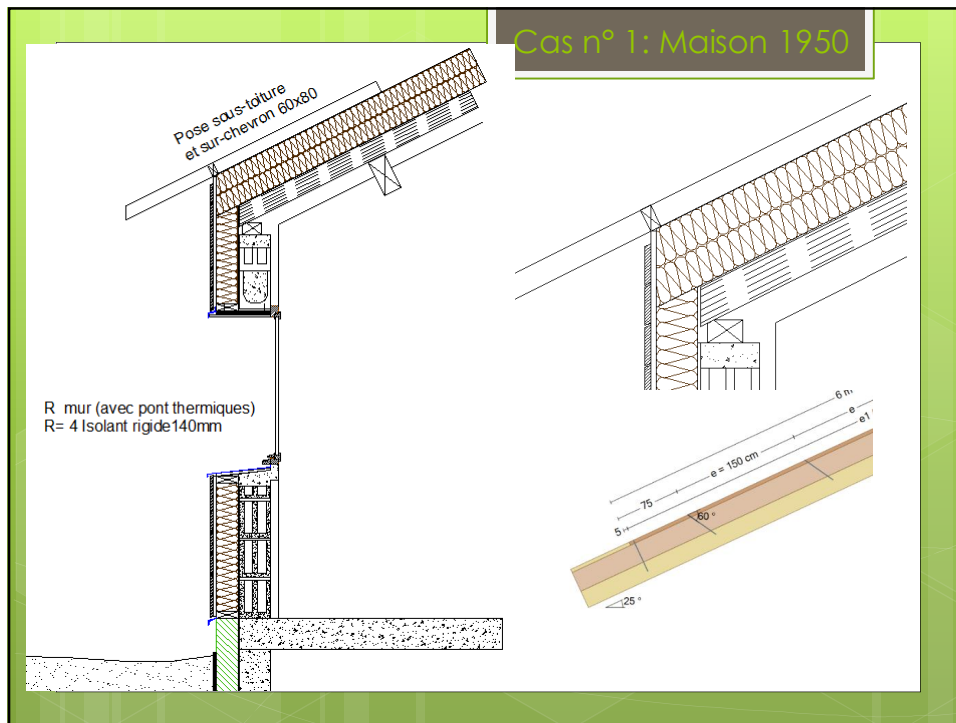 Cas n° 1: Maison 1950
Pose sous-toiture
et sur-chevron 60x80
R mur (avec pont thermiques)
R= 4 Isolant rigide140mm
6 m
e
e1
e = 150 cm
75
5
60 °
25 °